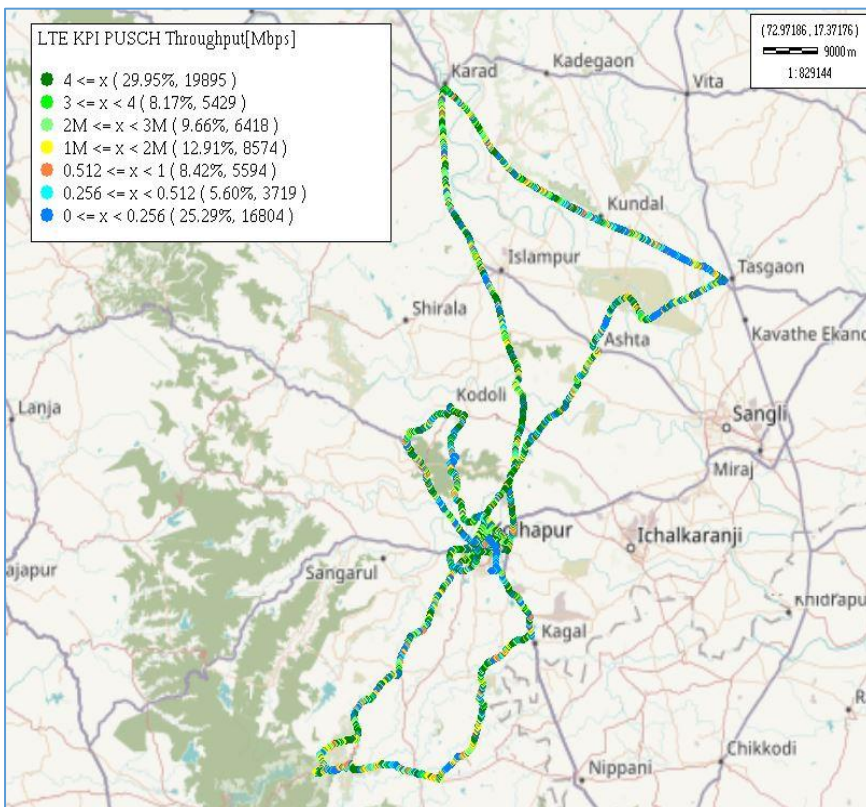 LTE KPI PUSCH Throughput[Mbps]
4 <= x ( 29.95%, 19895 )
3 <= x < 4 ( 8.17%, 5429 )
2M <= x < 3M ( 9.66%, 6418 )
1M <= x < 2M ( 12.91%, 8574 )
0.512 <= x < 1 ( 8.42%, 5594 )
0.256 <= x < 0.512 ( 5.60%, 3719 )
0 <= x < 0.256 ( 25.29%, 16804 )
(72.97186, 17.37176)
9000 m
1: 829144
Karad
Kadegaon
Vita
Kundal
Islampur
Tasgaon
Shirala
Ashta
Kavathe Ekand
Lanja
Kodoli
Sangli
Miraj
lhapur
Ichalkaranji
ajapur
Sangarul
Khidrapu
Kagal
Ra
Nippani
Chikkodi